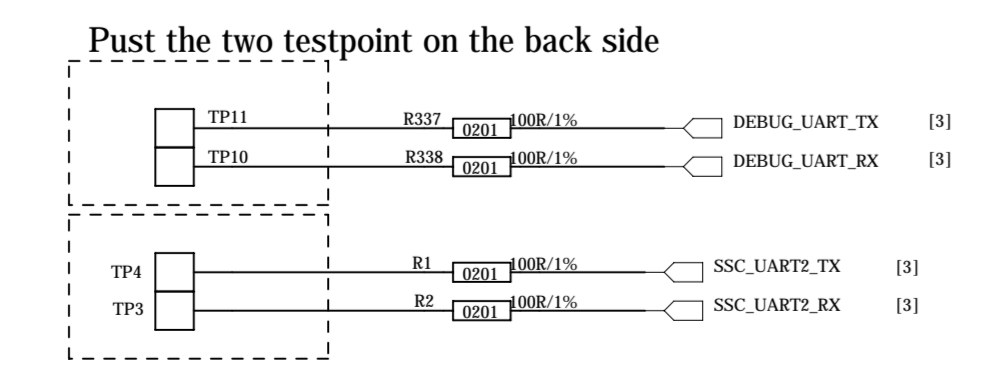 Pust the two testpoint on the back side
TP11 R337 0201 100R/1% DEBUG_UART_TX [3]
TP10 R338 0201 100R/1% DEBUG_UART_RX [3]
TP4 R1 0201 100R/1% SSC_UART2_TX [3]
TP3 R2 0201 100R/1% SSC_UART2_RX [3]